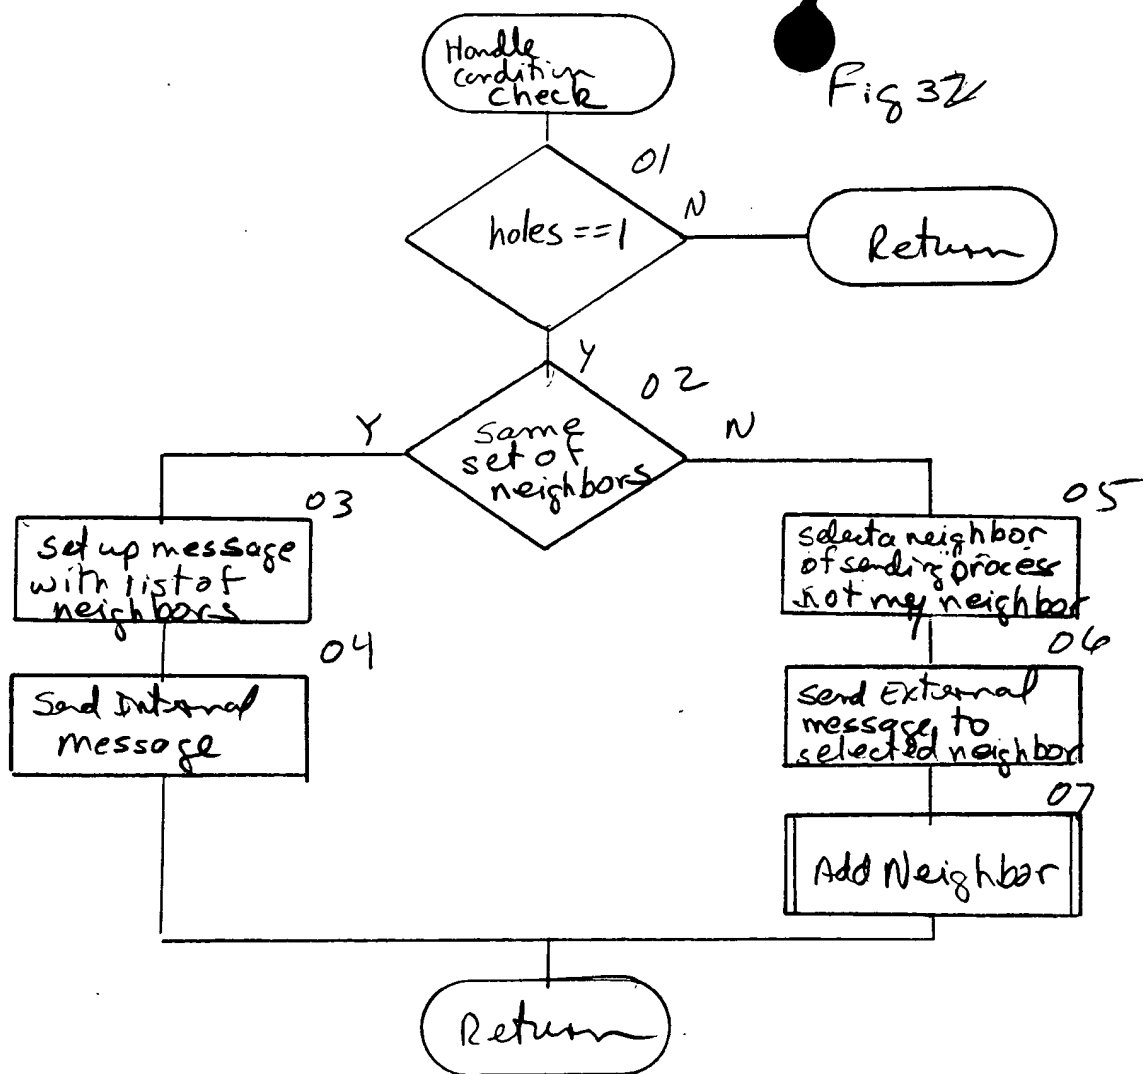 Handle
condition
check
Fig 32
01
holes ==1
N
Return
Y
02
Same
set of
neighbors
Y
N
03
set up message
with list of
neighbors
04
Send Internal
message
05
select a neighbor
of sending process
not my neighbor
06
send External
message to
selected neighbor
07
Add Neighbor
Return